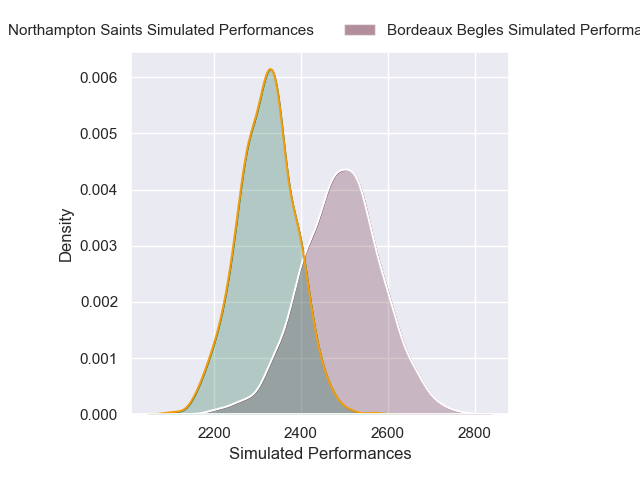 Northampton Saints Simulated Performances Bordeaux Begles Simulated Performa
0.006
0.005
0.004
0.003
0.002
0.001
0.000
Density
2200 2400 2600 2800
Simulated Performances